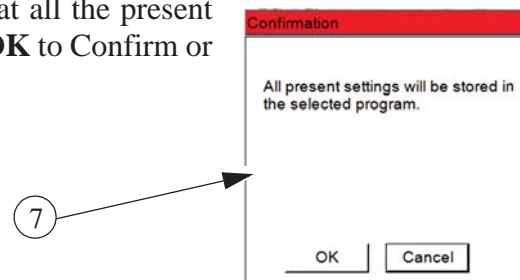 at all the present
OK to Confirm or
7
Confirmation
All present settings will be stored in
the selected program.
OK Cancel